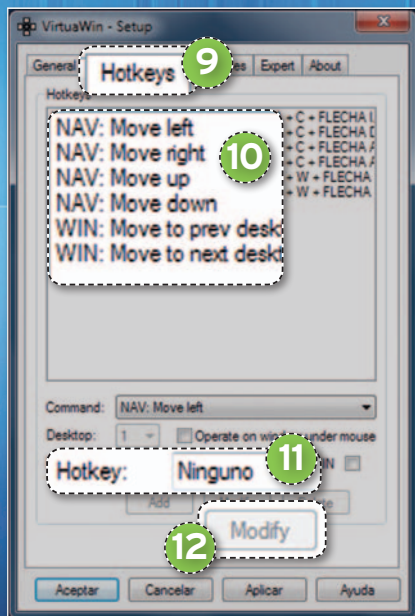 VirtuaWin - Setup
General Hotkeys 9 es Expert About
Hotkeys
NAV: Move left + C + FLECHA I
NAV: Move right 10 + C + FLECHA D
NAV: Move up + C + FLECHA A
NAV: Move down + C + FLECHA A
WIN: Move to prev desk + W + FLECHA
WIN: Move to next desk + W + FLECHA
Command: NAV: Move left
Desktop: 1 Operate on window under mouse
Hotkey: Ninguno 11 IN
Add te
12 Modify
Aceptar Cancelar Aplicar Ayuda